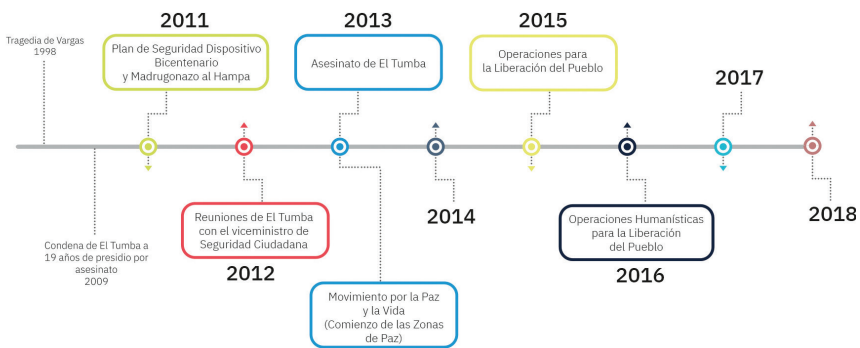 Tragedia de Vargas
1998
Condena de El Tumba a
19 años de presidio por
asesinato
2009
2011
Plan de Seguridad Dispositivo
Bicentenario
y Madrugonazo al Hampa
Reuniones de El Tumba
con el viceministro de
Seguridad Ciudadana
2012
2013
Asesinato de El Tumba
Movimiento por la Paz
y la Vida
(Comienzo de las Zonas
de Paz)
2014
2015
Operaciones para
la Liberación del Pueblo
Operaciones Humanísticas
para la Liberación
del Pueblo
2016
2017
2018